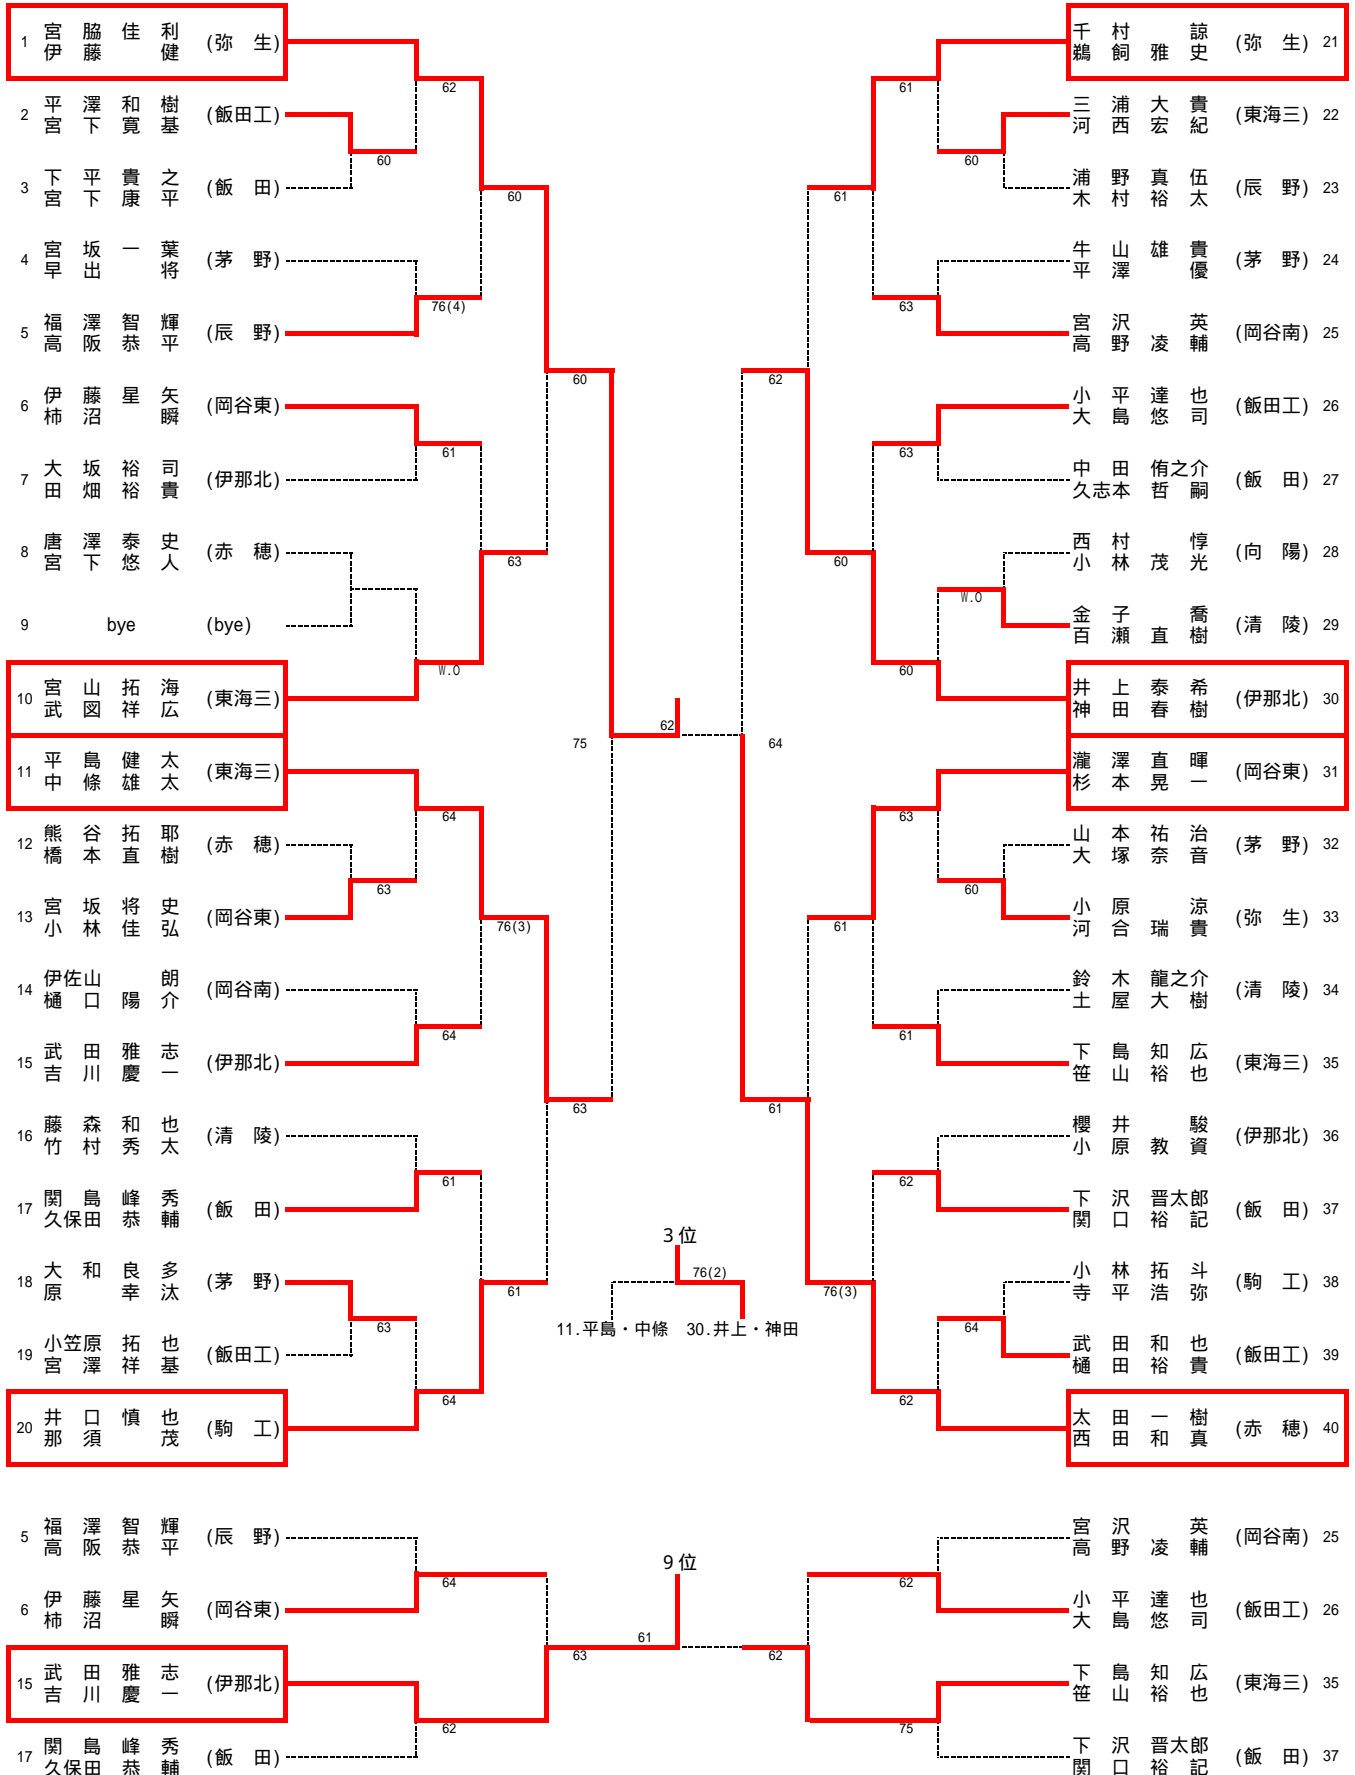 1 宮脇佳利 (弥生)
伊藤健
2 平澤和樹 (飯田工)
宮下寛基
3 下平貴之 (飯田)
宮下康平
4 宮坂一葉 (茅野)
早出将
5 福澤智輝 (辰野)
高阪恭平
6 伊藤星矢 (岡谷東)
柿沼瞬
7 大坂裕司 (伊那北)
田畑裕貴
8 唐澤泰史 (赤穂)
宮下悠人
9 bye (bye)
10 宮山拓海 (東海三)
武図祥広
11 平島健太 (東海三)
中條雄太
12 熊谷拓耶 (赤穂)
橋本直樹
13 宮坂将史 (岡谷東)
小林佳弘
14 伊佐山朗 (岡谷南)
樋口陽介
15 武田雅志 (伊那北)
吉川慶一
16 藤森和也 (清陵)
竹村秀太
17 関島峰秀 (飯田)
久保田恭輔
18 大和良多 (茅野)
原幸汰
19 小笠原拓也 (飯田工)
宮澤祥基
20 井口慎也 (駒工)
那須茂
62
60
60
76(4)
60
61
63
W.O
75
62
64
63
76(3)
64
63
61
61
63
64
千村諒 (弥生) 21
鵜飼雅史
三浦大貴 (東海三) 22
河西宏紀
浦野真伍 (辰野) 23
木村裕太
牛山雄貴 (茅野) 24
平澤優
宮沢英 (岡谷南) 25
高野凌輔
小平達也 (飯田工) 26
大島悠司
中田侑之介 (飯田) 27
久志本哲嗣
西村惇 (向陽) 28
小林茂光
金子喬 (清陵) 29
百瀬直樹
井上泰希 (伊那北) 30
神田春樹
瀧澤直暉 (岡谷東) 31
杉本晃一
山本祐治 (茅野) 32
大塚奈音
小原涼 (弥生) 33
河合瑞貴
鈴木龍之介 (清陵) 34
土屋大樹
下島知広 (東海三) 35
笹山裕也
櫻井駿 (伊那北) 36
小原教資
下沢晋太郎 (飯田) 37
関口裕記
小林拓斗 (駒工) 38
寺平浩弥
武田和也 (飯田工) 39
樋田裕貴
太田一樹 (赤穂) 40
西田和真
61
60
61
63
62
63
60
W.O
60
64
63
60
61
61
61
62
76(3)
64
62
3位
76(2)
11.平島・中條 30.井上・神田
5 福澤智輝 (辰野)
高阪恭平
6 伊藤星矢 (岡谷東)
柿沼瞬
15 武田雅志 (伊那北)
吉川慶一
17 関島峰秀 (飯田)
久保田恭輔
64
63
62
9位
61
62
62
75
宮沢英 (岡谷南) 25
高野凌輔
小平達也 (飯田工) 26
大島悠司
下島知広 (東海三) 35
笹山裕也
下沢晋太郎 (飯田) 37
関口裕記